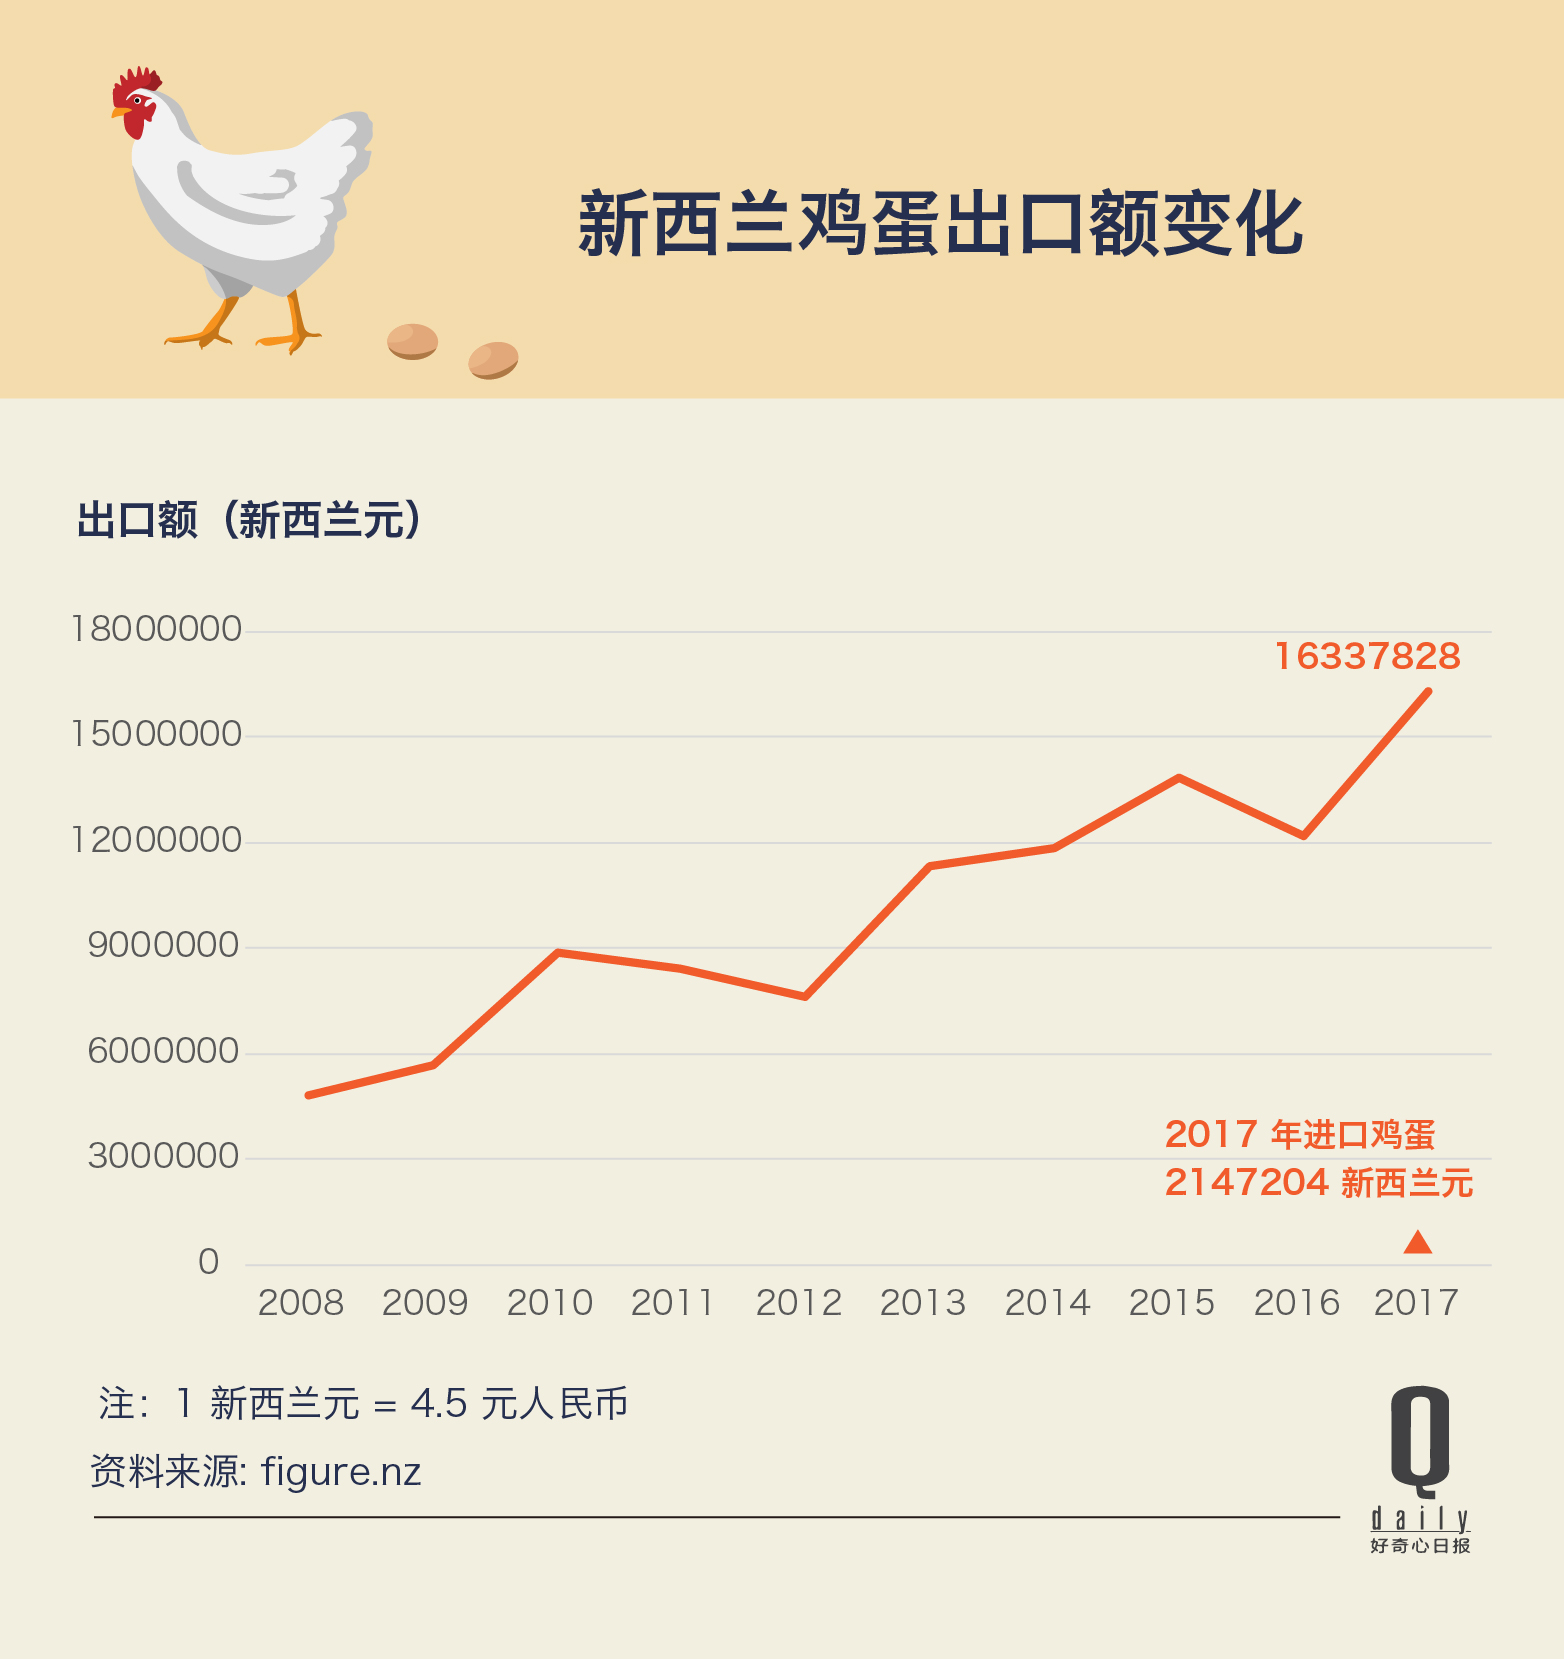 新西兰鸡蛋出口额变化
出口额（新西兰元）
18000000
16337828
15000000
12000000
9000000
6000000
3000000
2017 年进口鸡蛋
2147204 新西兰元
0
2008 2009 2010 2011 2012 2013 2014 2015 2016 2017
注：1 新西兰元 = 4.5 元人民币
资料来源: figure.nz
Q
daily
好奇心日报